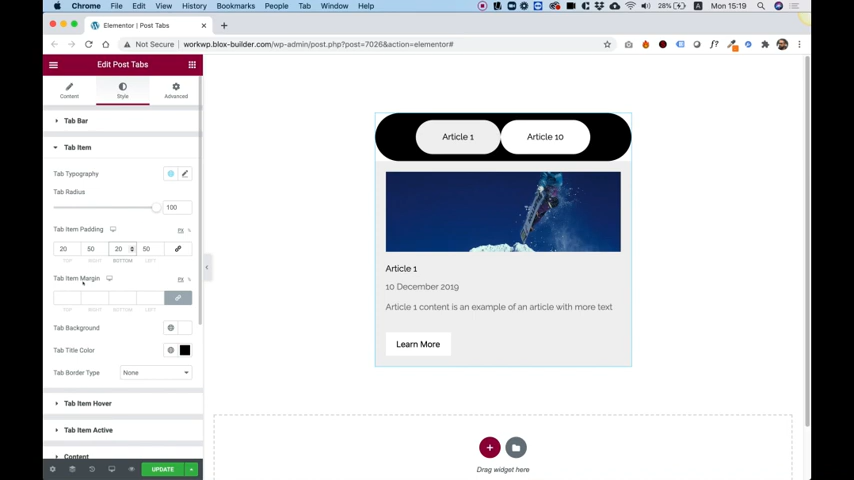 Chrome File Edit View History Bookmarks People Tab Window Help 28% Mon 15:19
Elementor | Post Tabs
Not Secure workwp.blox-builder.com/wp-admin/post.php?post=7026&action=elementor#
Edit Post Tabs
Content Style Advanced
Tab Bar
Tab Item
Tab Typography
Tab Radius
100
Tab Item Padding
20 50 20 50
TOP RIGHT BOTTOM LEFT
Tab Item Margin
TOP RIGHT BOTTOM LEFT
Tab Background
Tab Title Color
Tab Border Type None
Tab Item Hover
Tab Item Active
Content
UPDATE
Article 1 Article 10
Article 1
10 December 2019
Article 1 content is an example of an article with more text
Learn More
Drag widget here